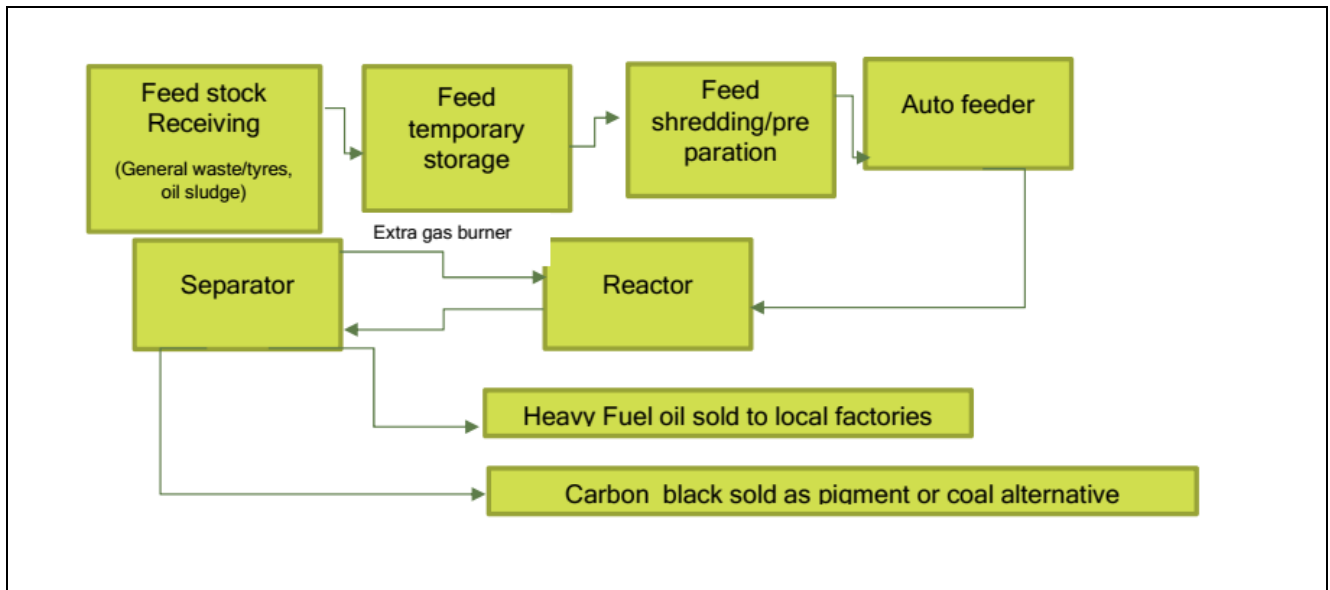 Feed stock
Receiving
(General waste/tyres,
oil sludge)
Feed
temporary
storage
Feed
shredding/pre
paration
Auto feeder
Extra gas burner
Separator
Reactor
Heavy Fuel oil sold to local factories
Carbon black sold as pigment or coal alternative